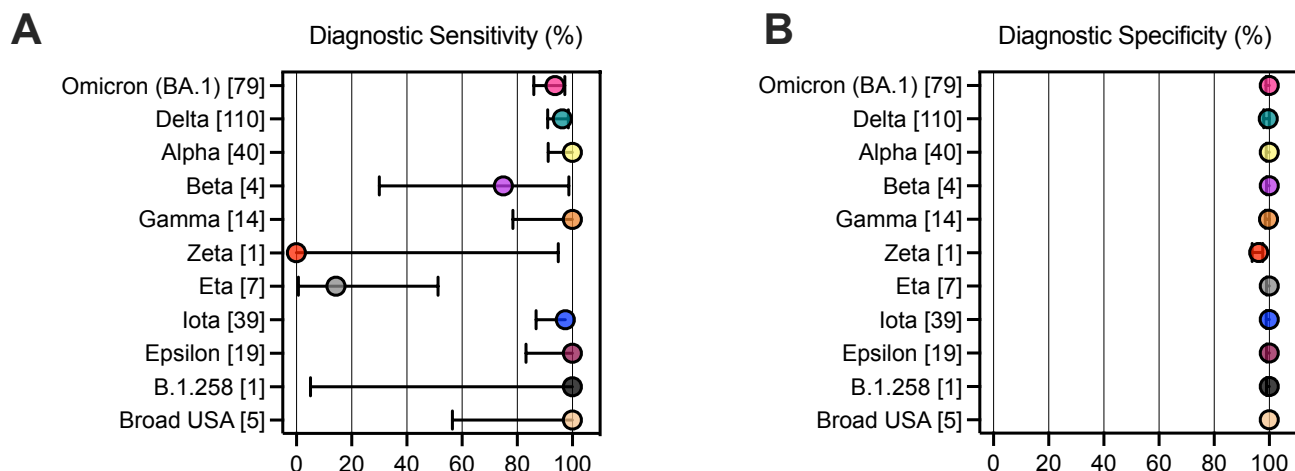 A
Diagnostic Sensitivity (%)
Omicron (BA.1) [79]
Delta [110]
Alpha [40]
Beta [4]
Gamma [14]
Zeta [1]
Eta [7]
Iota [39]
Epsilon [19]
B.1.258 [1]
Broad USA [5]
0 20 40 60 80 100
B
Diagnostic Specificity (%)
Omicron (BA.1) [79]
Delta [110]
Alpha [40]
Beta [4]
Gamma [14]
Zeta [1]
Eta [7]
Iota [39]
Epsilon [19]
B.1.258 [1]
Broad USA [5]
0 20 40 60 80 100